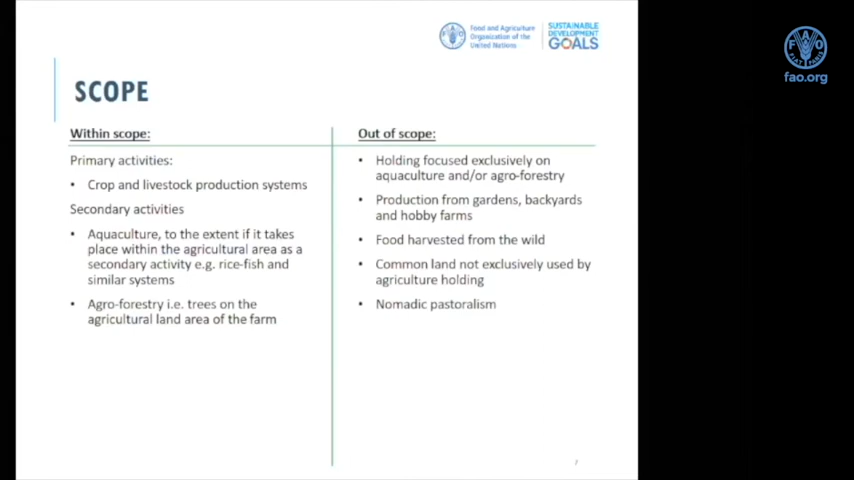 Food and Agriculture
Organization of the
United Nations
SUSTAINABLE
DEVELOPMENT
GOALS
FAO
FIAT PANIS
fao.org
SCOPE
Within scope:
Primary activities:
• Crop and livestock production systems
Secondary activities
• Aquaculture, to the extent if it takes
place within the agricultural area as a
secondary activity e.g. rice-fish and
similar systems
• Agro-forestry i.e. trees on the
agricultural land area of the farm
Out of scope:
• Holding focused exclusively on
aquaculture and/or agro-forestry
• Production from gardens, backyards
and hobby farms
• Food harvested from the wild
• Common land not exclusively used by
agriculture holding
• Nomadic pastoralism